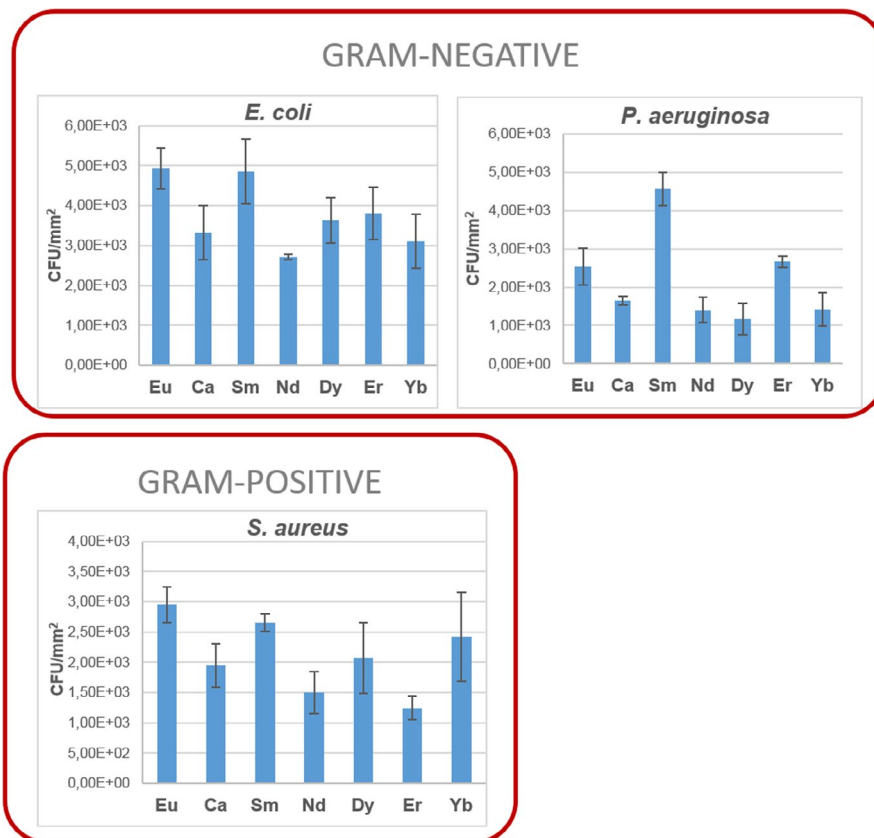 GRAM-NEGATIVE
E. coli
6,00E+03
5,00E+03
4,00E+03
3,00E+03
2,00E+03
1,00E+03
0,00E+00
CFU/mm²
Eu Ca Sm Nd Dy Er Yb
P. aeruginosa
6,00E+03
5,00E+03
4,00E+03
3,00E+03
2,00E+03
1,00E+03
0,00E+00
CFU/mm²
Eu Ca Sm Nd Dy Er Yb
GRAM-POSITIVE
S. aureus
4,00E+03
3,50E+03
3,00E+03
2,50E+03
2,00E+03
1,50E+03
1,00E+03
5,00E+02
0,00E+00
CFU/mm²
Eu Ca Sm Nd Dy Er Yb